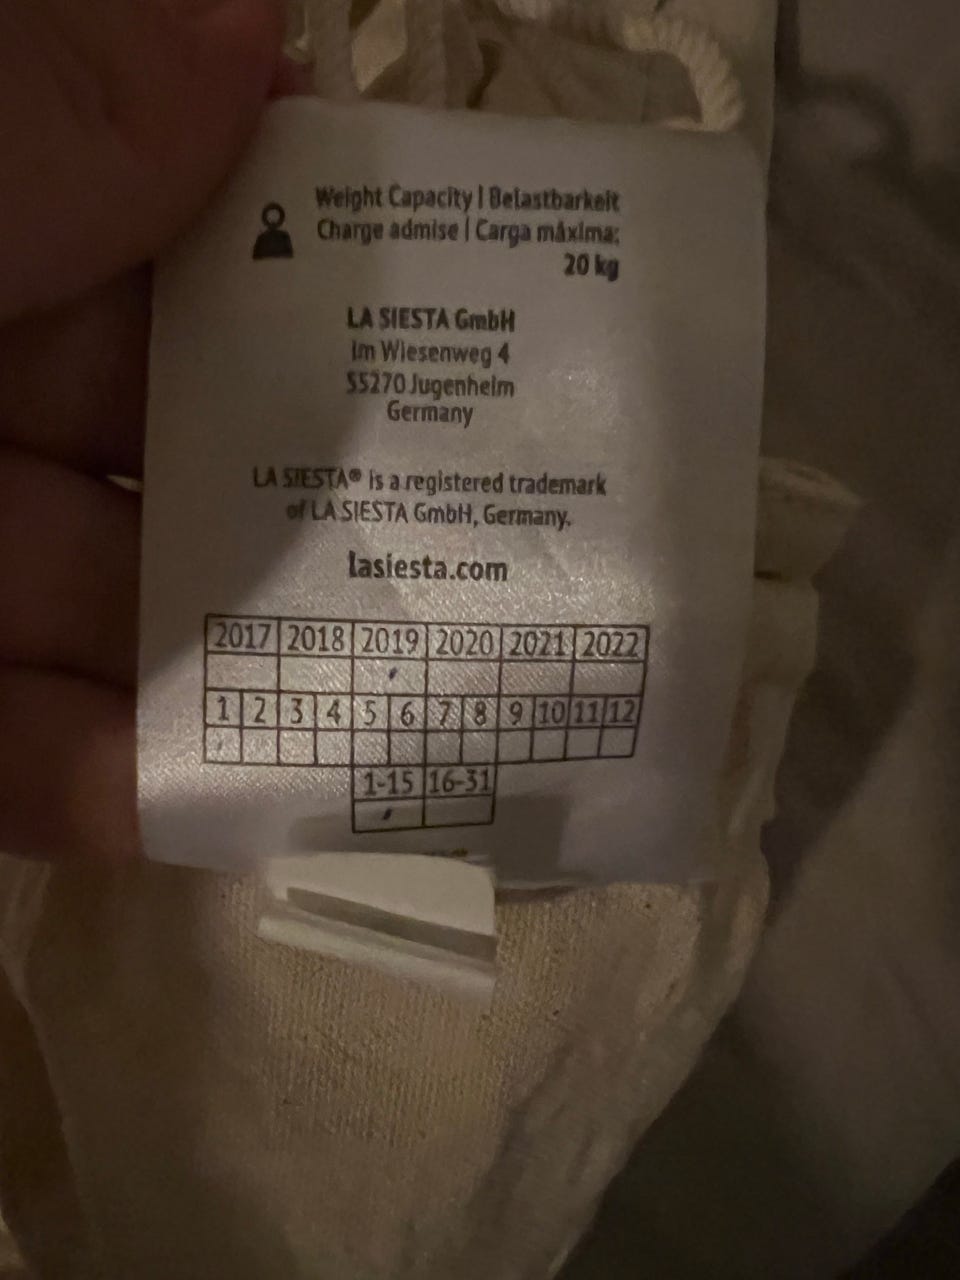 Weight Capacity | Belastbarkeit
Charge admise | Carga máxima:
20 kg
LA SIESTA GmbH
Im Wiesenweg 4
55270 Jugenheim
Germany
LA SIESTA® is a registered trademark
of LA SIESTA GmbH, Germany.
lasiesta.com
2017 2018 2019 2020 2021 2022
1 2 3 4 5 6 7 8 9 10 11 12
1-15 16-31